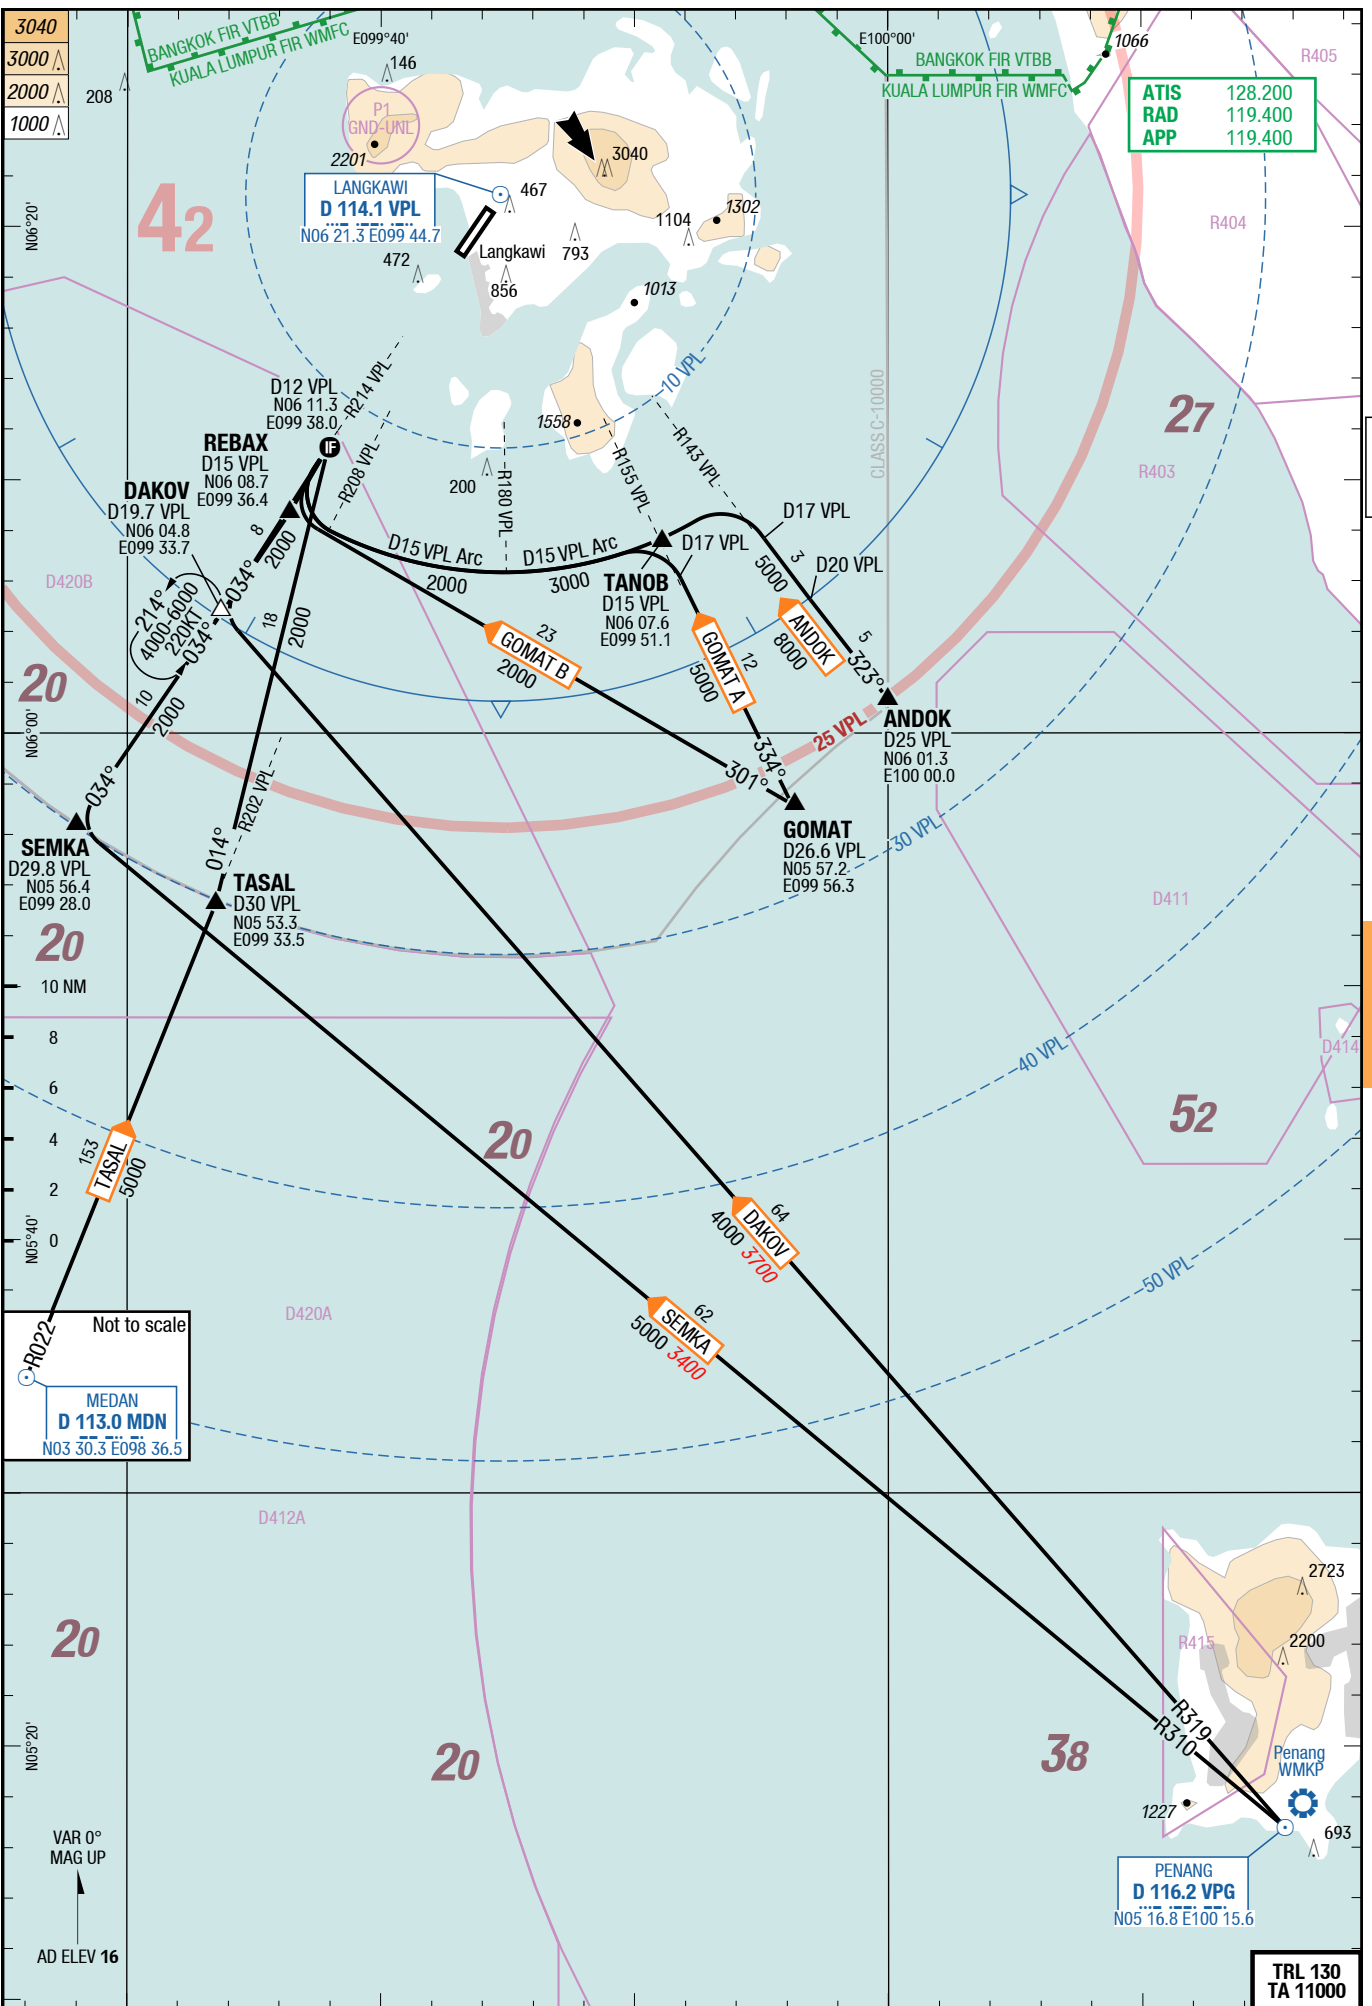 3040
3000
2000
1000
BANGKOK FIR VTBB
KUALA LUMPUR FIR WMFC
E099°40'
E100°00'
BANGKOK FIR VTBB
KUALA LUMPUR FIR WMFC
1066
R405
ATIS 128.200
RAD 119.400
APP 119.400
208
146
P1
GND-UNL
2201
3040
LANGKAWI
D 114.1 VPL
N06 21.3 E099 44.7
467
Langkawi
472
856
793
1104
1302
1013
42
N06°20'
R404
R403
27
CLASS C-10000
10 VPL
1558
200
D12 VPL
N06 11.3
E099 38.0
IF
R214 VPL
R208 VPL
R180 VPL
R155 VPL
R143 VPL
REBAX
D15 VPL
N06 08.7
E099 36.4
DAKOV
D19.7 VPL
N06 04.8
E099 33.7
D420B
8
2000
034°
214°
4000-6000
220KT
034°
10
2000
034°
18
2000
D15 VPL Arc
2000
D15 VPL Arc
3000
TANOB
D15 VPL
N06 07.6
E099 51.1
D17 VPL
D17 VPL
3
5000
D20 VPL
ANDOK
8000
5
323°
GOMAT A
12
5000
334°
23
GOMAT B
2000
301°
25 VPL
ANDOK
D25 VPL
N06 01.3
E100 00.0
GOMAT
D26.6 VPL
N05 57.2
E099 56.3
30 VPL
20
N06°00'
SEMKA
D29.8 VPL
N05 56.4
E099 28.0
014°
R202 VPL
TASAL
D30 VPL
N05 53.3
E099 33.5
20
10 NM
8
6
4
2
0
N05°40'
D411
D414
52
40 VPL
50 VPL
20
153
TASAL
5000
64
DAKOV
4000 3700
62
SEMKA
5000 3400
D420A
Not to scale
R022
MEDAN
D 113.0 MDN
N03 30.3 E098 36.5
D412A
20
20
38
N05°20'
R319
R310
R415
2723
2200
Penang
WMKP
1227
693
PENANG
D 116.2 VPG
N05 16.8 E100 15.6
VAR 0°
MAG UP
AD ELEV 16
TRL 130
TA 11000